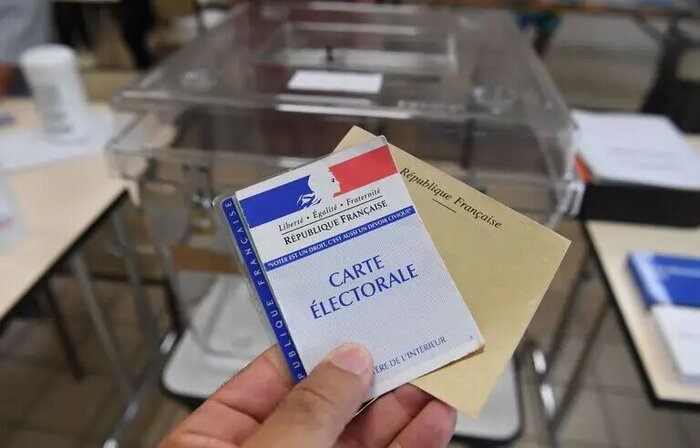 Liberté • Égalité • Fraternité
RÉPUBLIQUE FRANÇAISE
"VOTER EST UN DROIT, C'EST AUSSI UN DEVOIR CIVIQUE"
CARTE
ÉLECTORALE
ÈRE DE L'INTÉRIEUR
PUBLIQUE FRANÇAISE
République Française